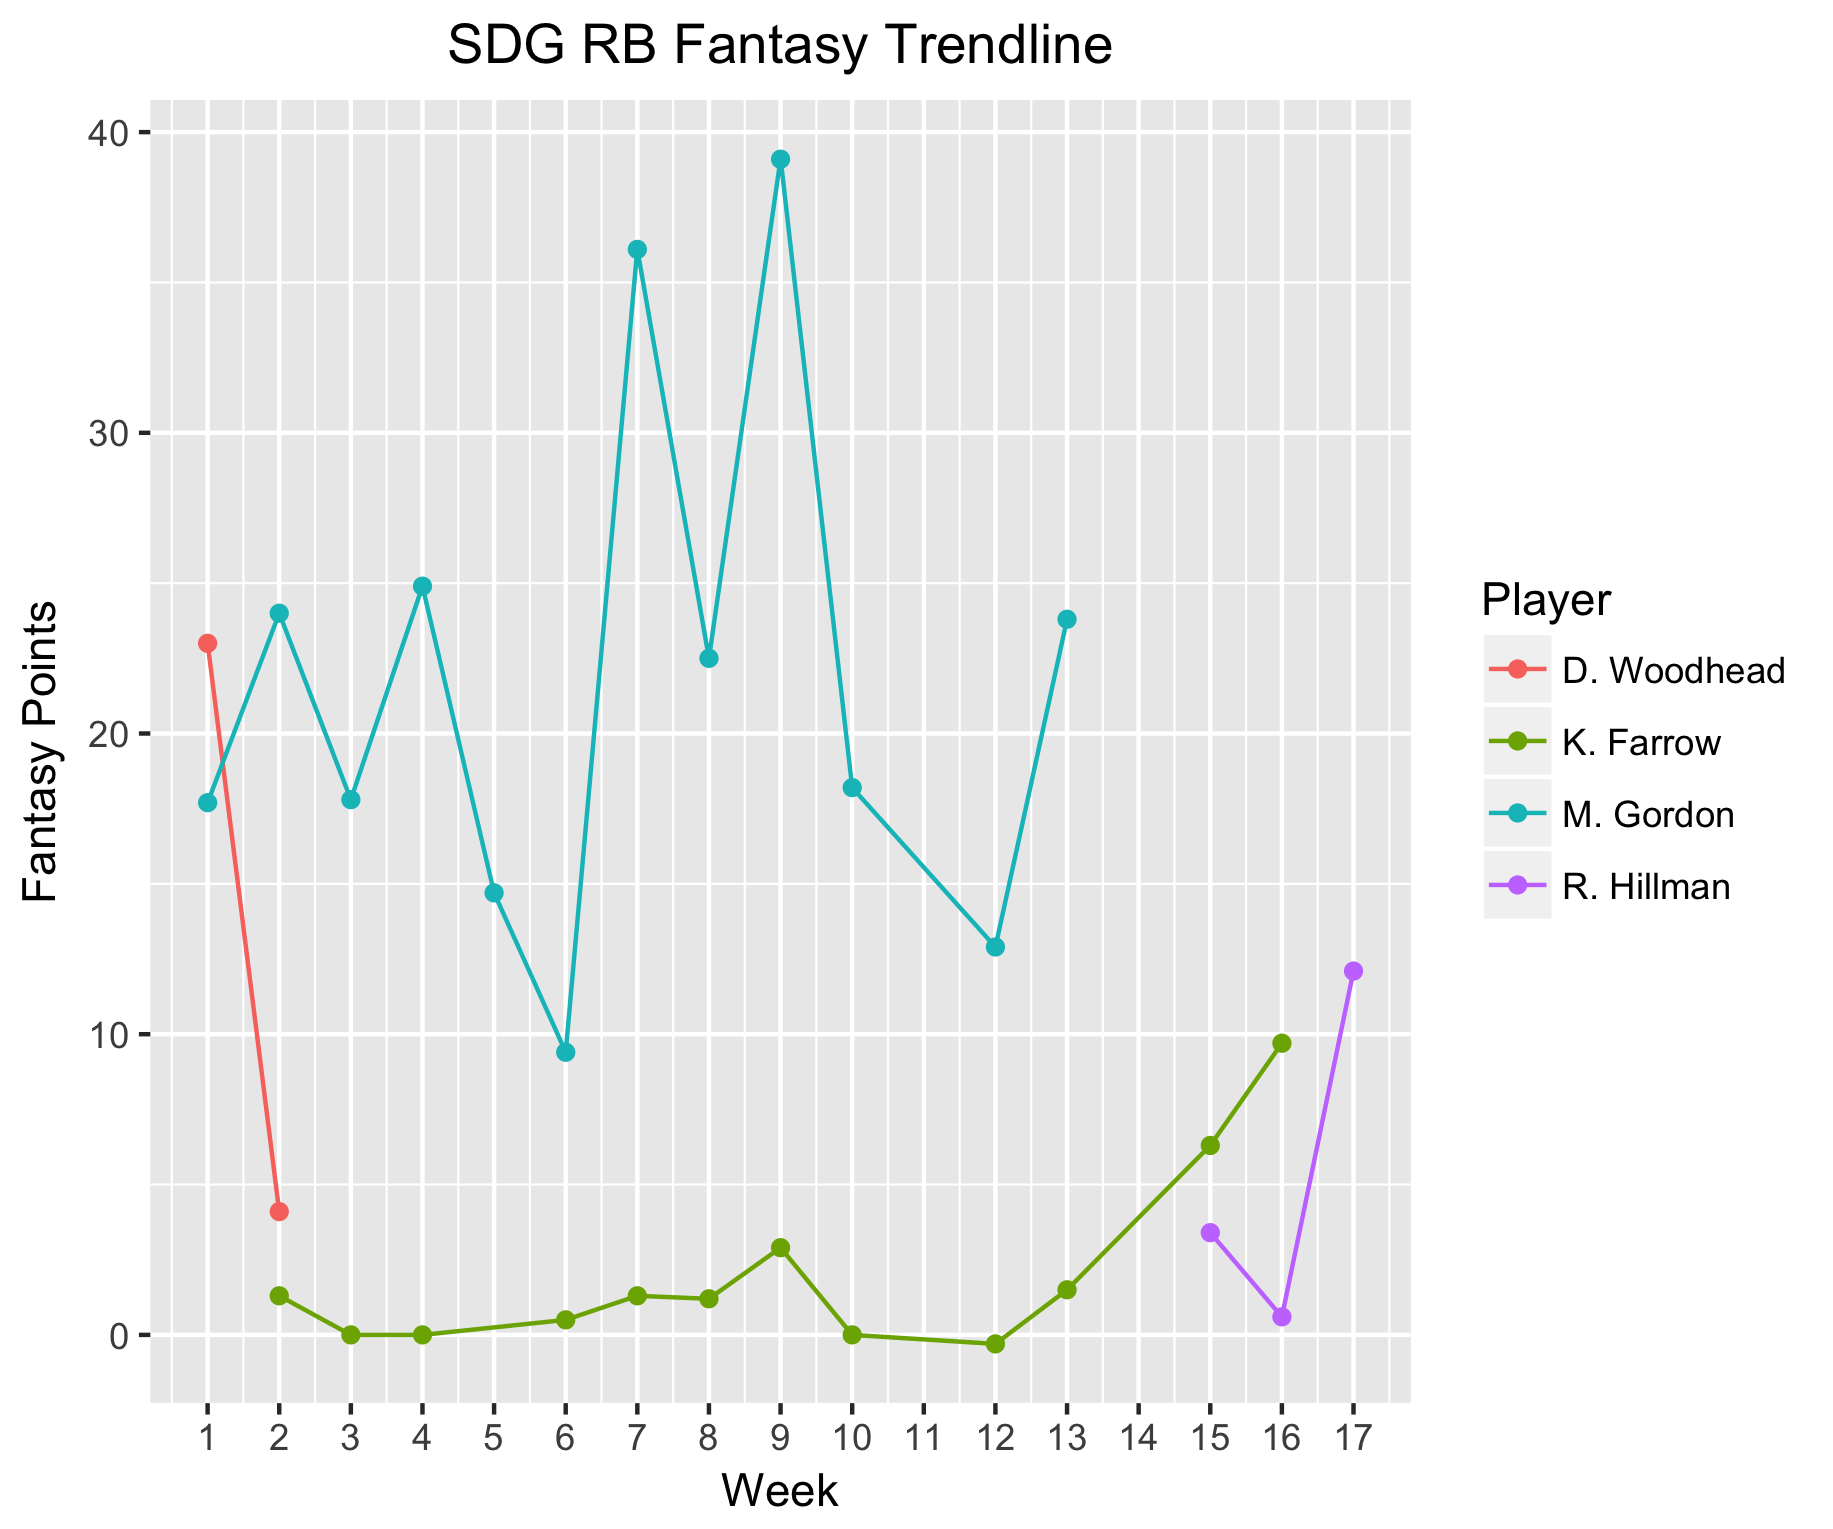 SDG RB Fantasy Trendline
40
30
20
10
0
Fantasy Points
1 2 3 4 5 6 7 8 9 10 11 12 13 14 15 16 17
Week
Player
D. Woodhead
K. Farrow
M. Gordon
R. Hillman